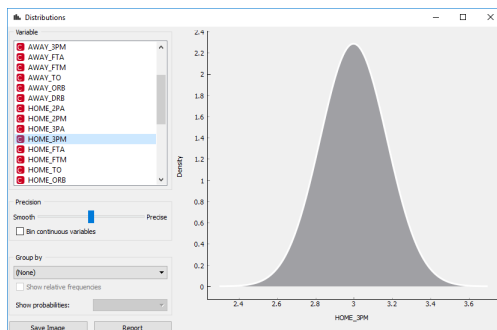 Distributions
Variable
C AWAY_3PM
C AWAY_FTA
C AWAY_FTM
C AWAY_TO
C AWAY_ORB
C AWAY_DRB
C HOME_2PA
C HOME_2PM
C HOME_3PA
C HOME_3PM
C HOME_FTA
C HOME_FTM
C HOME_TO
C HOME_ORB
Precision
Smooth Precise
Bin continuous variables
Group by
(None)
Show relative frequencies
Show probabilities:
Save Image Report
2.4
2.2
2
1.8
1.6
1.4
1.2
1
0.8
0.6
0.4
0.2
0
Density
2.4 2.6 2.8 3 3.2 3.4 3.6
HOME_3PM